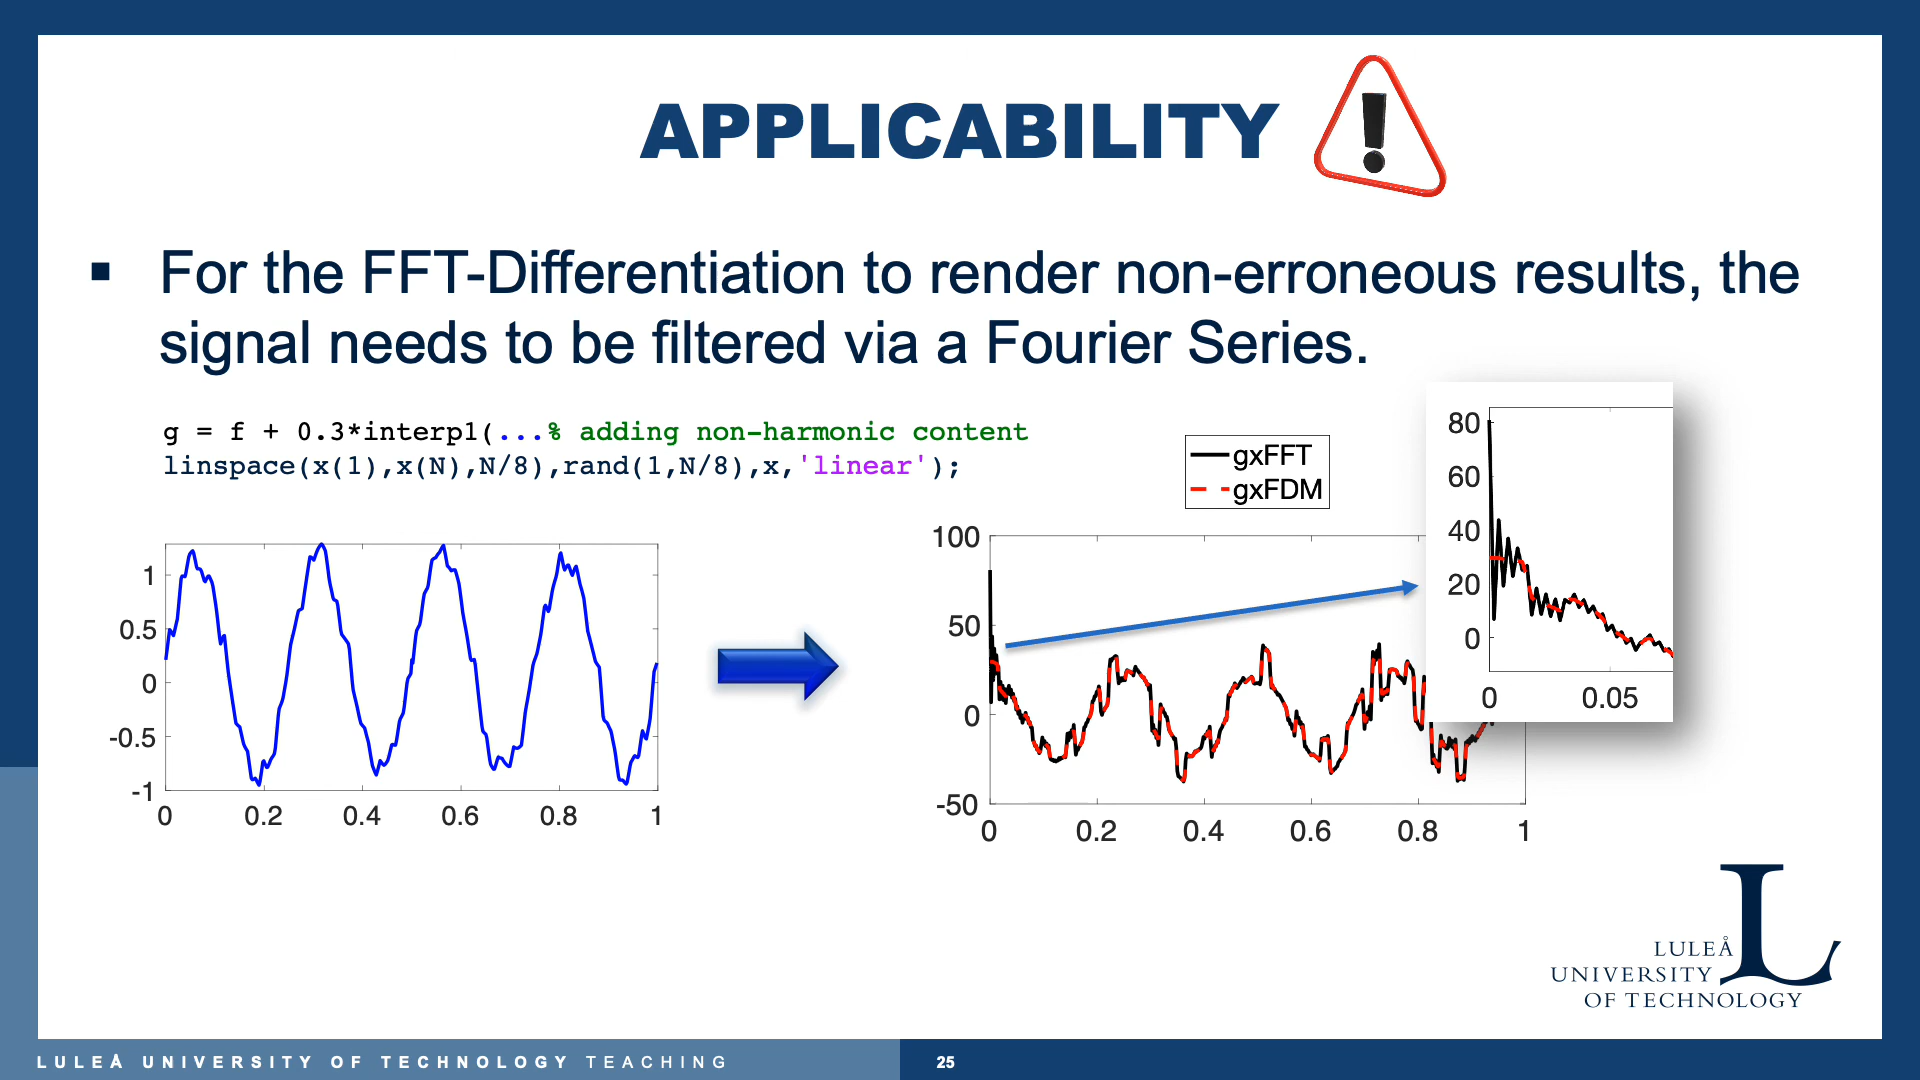 APPLICABILITY
▪ For the FFT-Differentiation to render non-erroneous results, the
signal needs to be filtered via a Fourier Series.
g = f + 0.3*interp1(...% adding non-harmonic content
linspace(x(1),x(N),N/8),rand(1,N/8),x,'linear');
1
0.5
0
-0.5
-1
0 0.2 0.4 0.6 0.8 1
gxFFT
gxFDM
100
50
0
-50
0 0.2 0.4 0.6 0.8 1
80
60
40
20
0
0 0.05
LULEÅ
UNIVERSITY
OF TECHNOLOGY
LULEÅ UNIVERSITY OF TECHNOLOGY TEACHING
25